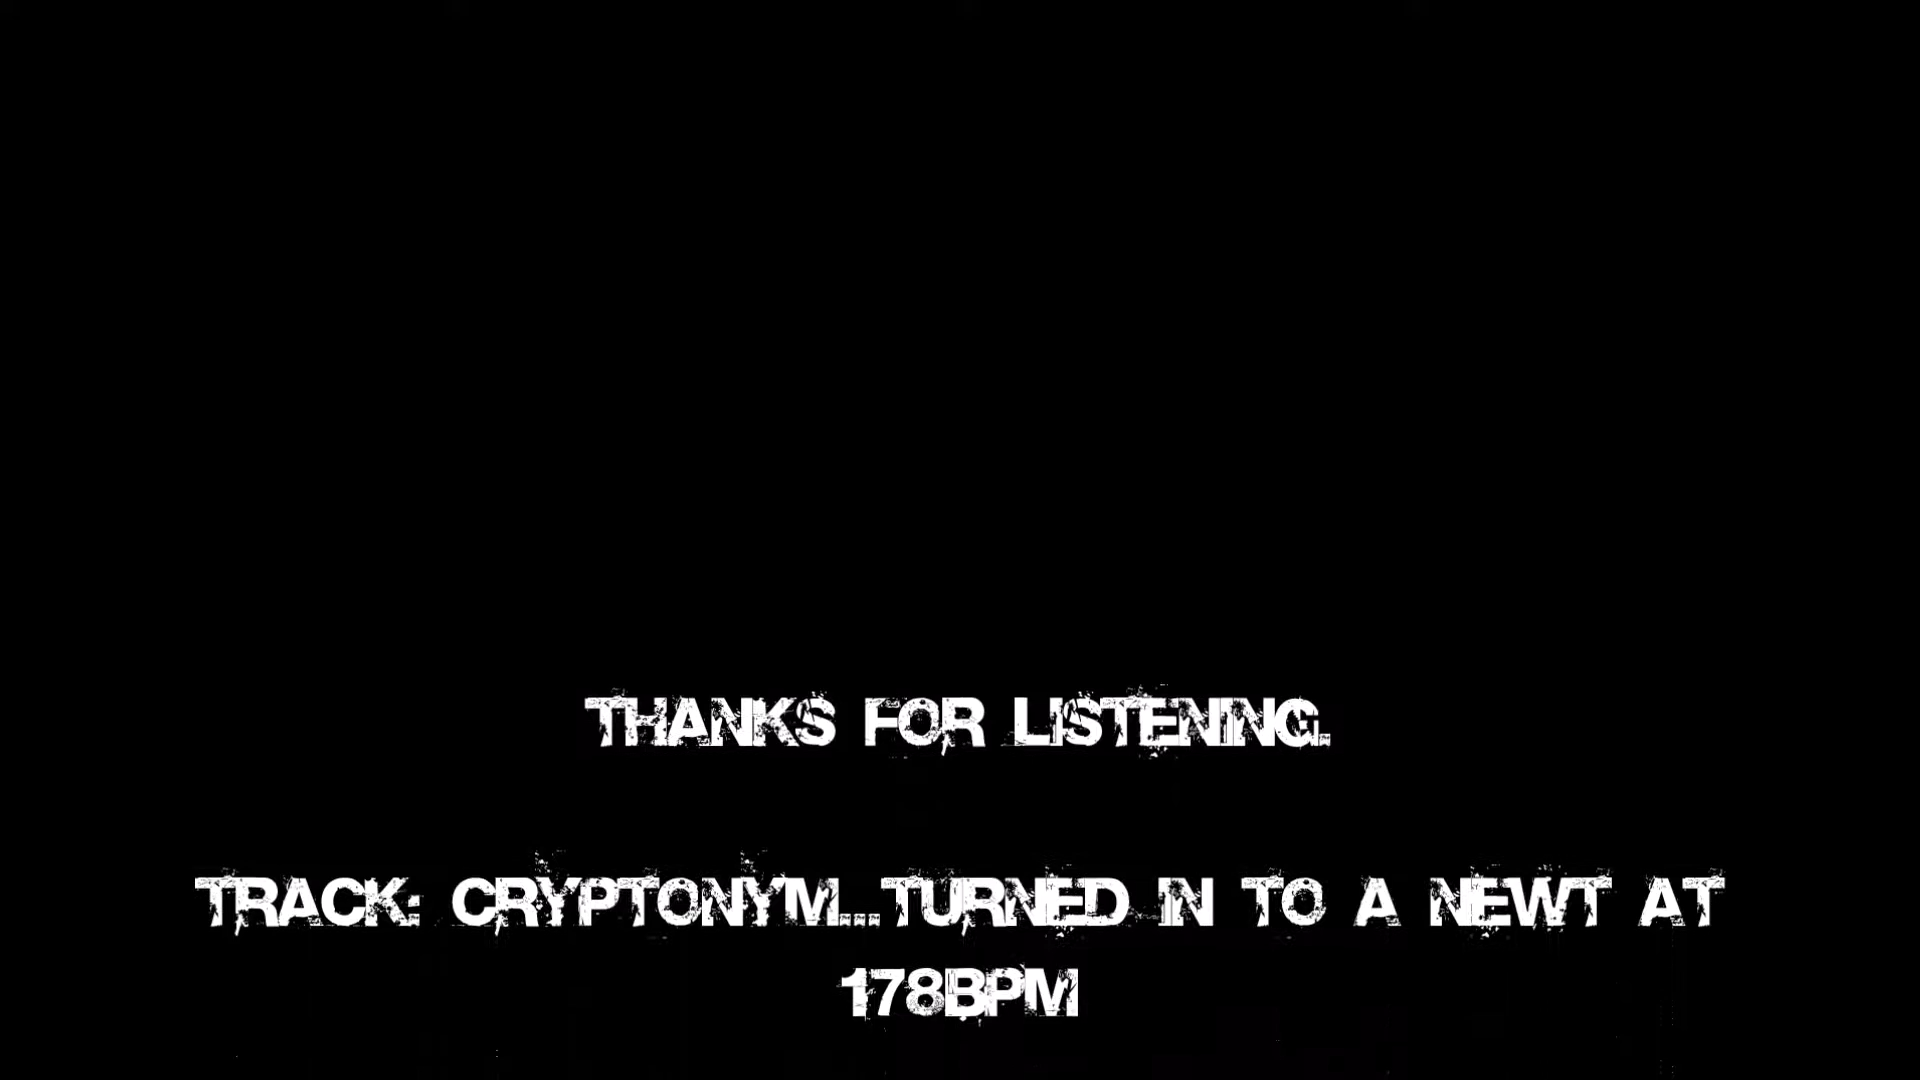 THANKS FOR LISTENING.
TRACK: CRYPTONYM...TURNED IN TO A NEWT AT
178BPM